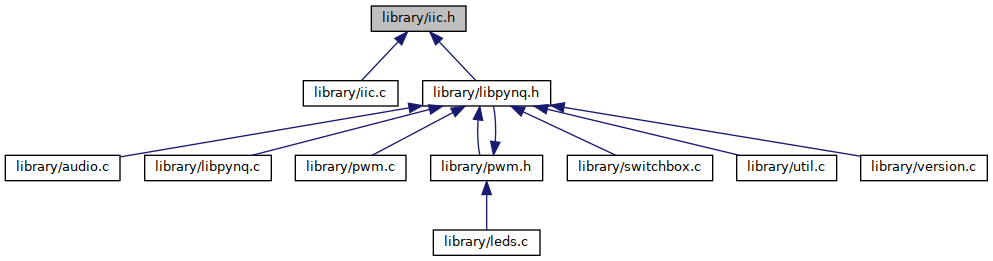 library/iic.h
library/iic.c
library/libpynq.h
library/audio.c
library/libpynq.c
library/pwm.c
library/pwm.h
library/switchbox.c
library/util.c
library/version.c
library/leds.c